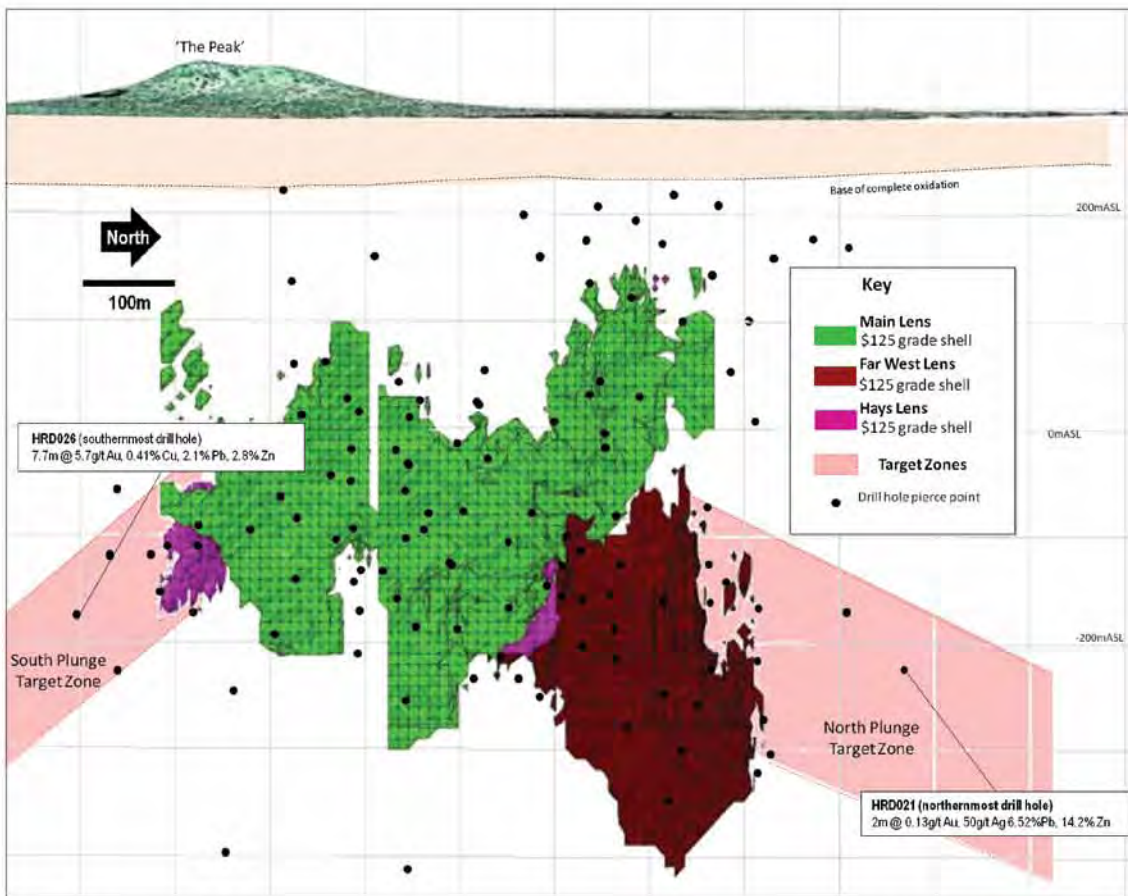 'The Peak'
Base of complete oxidation
200mASL
North
100m
Key
Main Lens
$125 grade shell
Far West Lens
$125 grade shell
Hays Lens
$125 grade shell
Target Zones
Drill hole pierce point
HRD026 (southernmost drill hole)
7.7m @ 5.7g/t Au, 0.41% Cu, 2.1% Pb, 2.8% Zn
0mASL
-200mASL
South Plunge
Target Zone
North Plunge
Target Zone
HRD021 (northernmost drill hole)
2m @ 0.13g/t Au, 50g/t Ag 6.52%Pb, 14.2% Zn